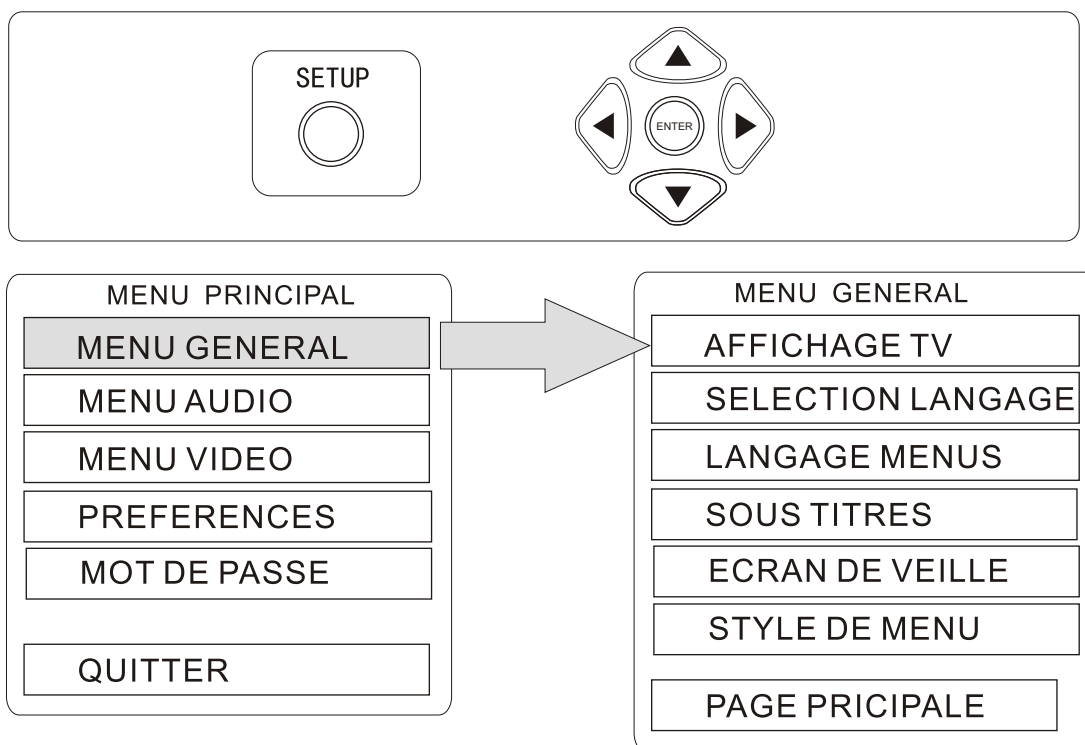 SETUP
ENTER
MENU PRINCIPAL
MENU GENERAL
MENU AUDIO
MENU VIDEO
PREFERENCES
MOT DE PASSE
QUITTER
MENU GENERAL
AFFICHAGE TV
SELECTION LANGAGE
LANGAGE MENUS
SOUS TITRES
ECRAN DE VEILLE
STYLE DE MENU
PAGE PRICIPALE